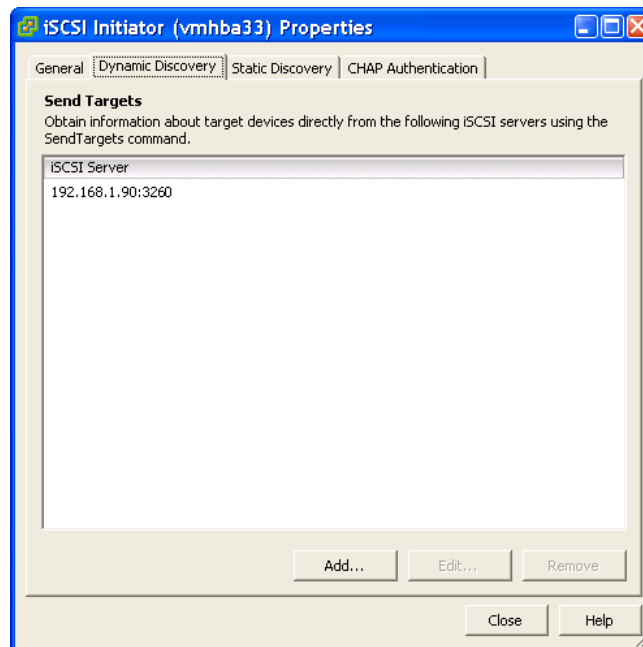 iSCSI Initiator (vmhba33) Properties
General Dynamic Discovery Static Discovery CHAP Authentication
Send Targets
Obtain information about target devices directly from the following iSCSI servers using the
SendTargets command.
iSCSI Server
192.168.1.90:3260
Add... Edit... Remove
Close Help